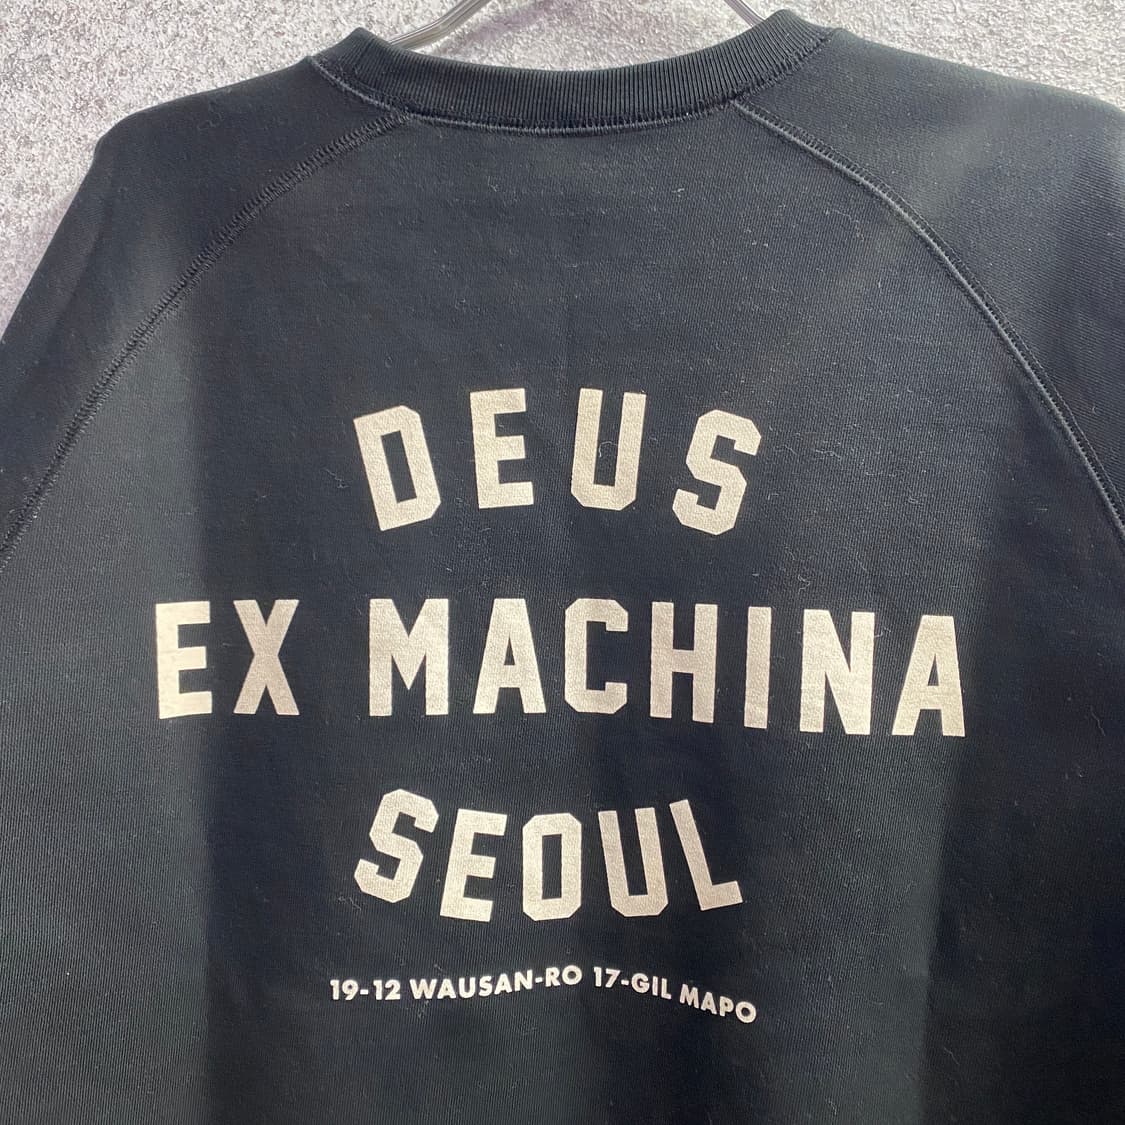 DEUS
EX MACHINA
SEOUL
19-12 WAUSAN-RO 17-GIL MAPO